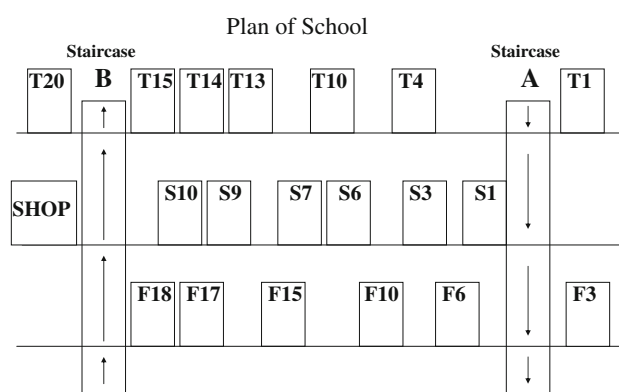 Plan of School
Staircase Staircase
T20 B T15 T14 T13 T10 T4 A T1
SHOP S10 S9 S7 S6 S3 S1
F18 F17 F15 F10 F6 F3